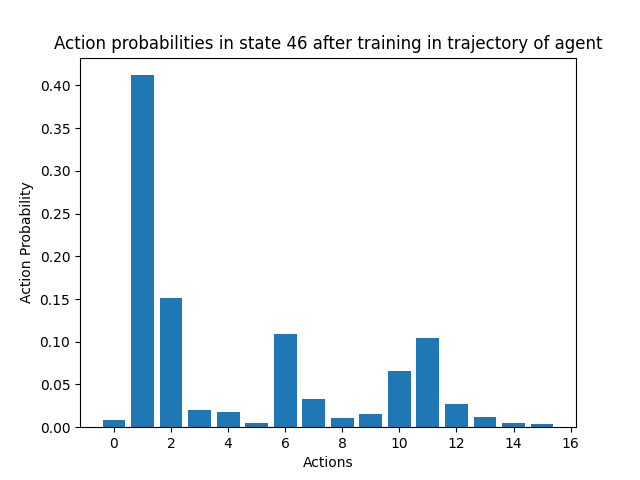 Action probabilities in state 46 after training in trajectory of agent
0.40
0.35
0.30
0.25
0.20
0.15
0.10
0.05
0.00
Action Probability
0 2 4 6 8 10 12 14 16
Actions